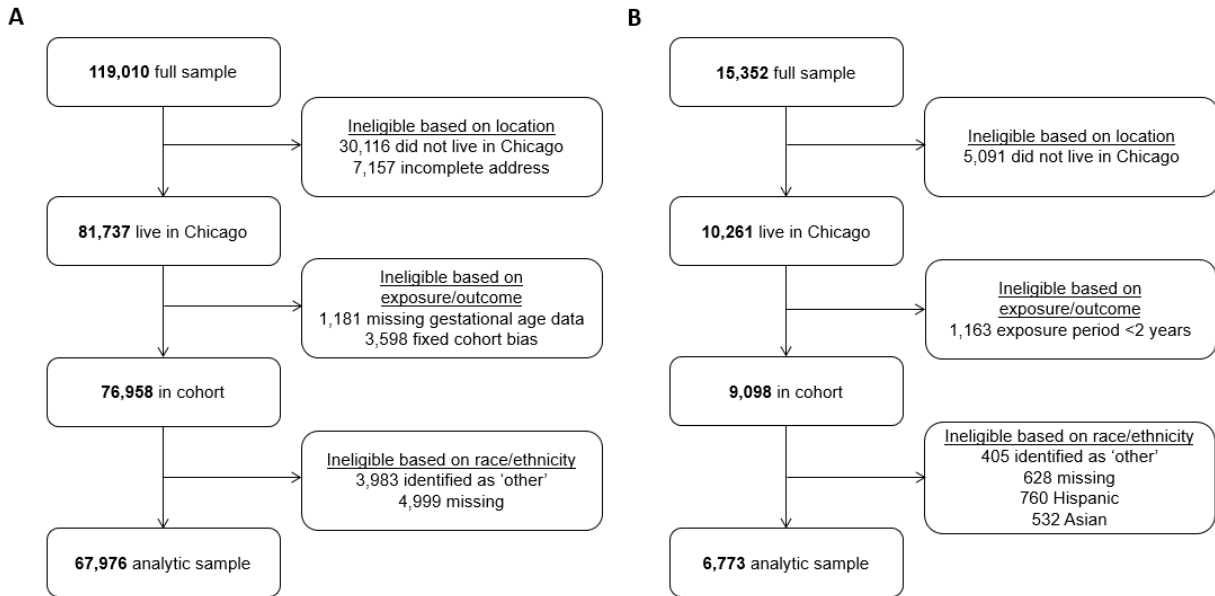 A
119,010 full sample
Ineligible based on location
30,116 did not live in Chicago
7,157 incomplete address
81,737 live in Chicago
Ineligible based on
exposure/outcome
1,181 missing gestational age data
3,598 fixed cohort bias
76,958 in cohort
Ineligible based on race/ethnicity
3,983 identified as ‘other’
4,999 missing
67,976 analytic sample
B
15,352 full sample
Ineligible based on location
5,091 did not live in Chicago
10,261 live in Chicago
Ineligible based on
exposure/outcome
1,163 exposure period <2 years
9,098 in cohort
Ineligible based on race/ethnicity
405 identified as ‘other’
628 missing
760 Hispanic
532 Asian
6,773 analytic sample